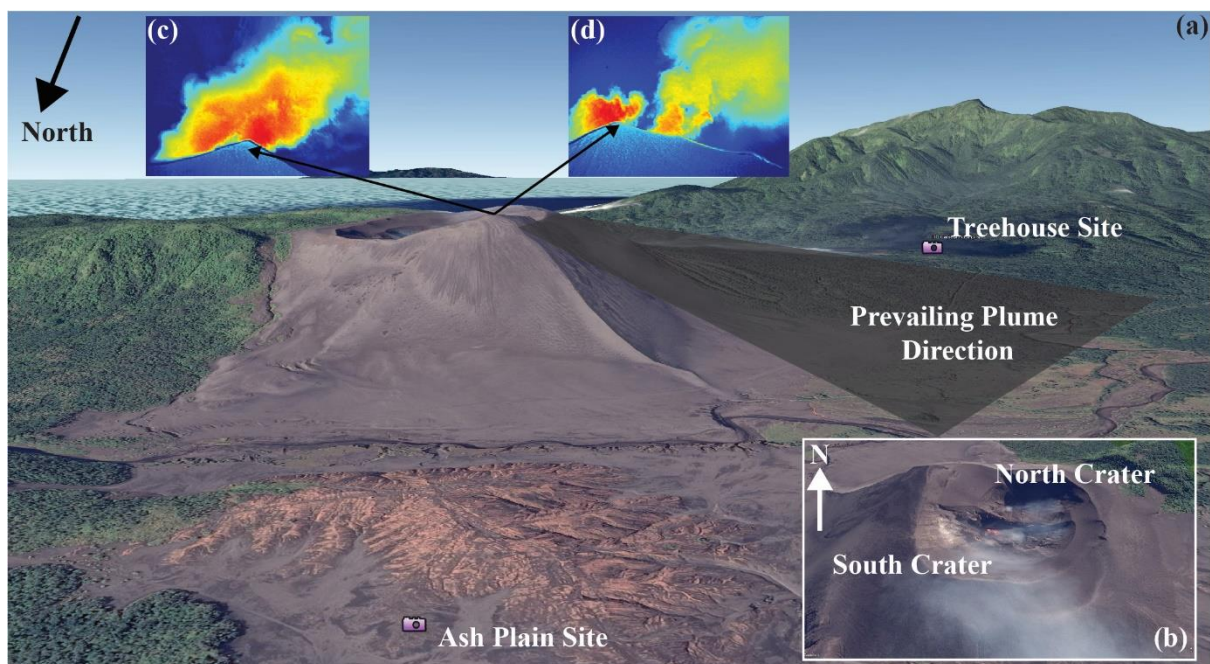 (c)
(d)
(a)
North
Treehouse Site
Prevailing Plume
Direction
N
North Crater
South Crater
Ash Plain Site
(b)